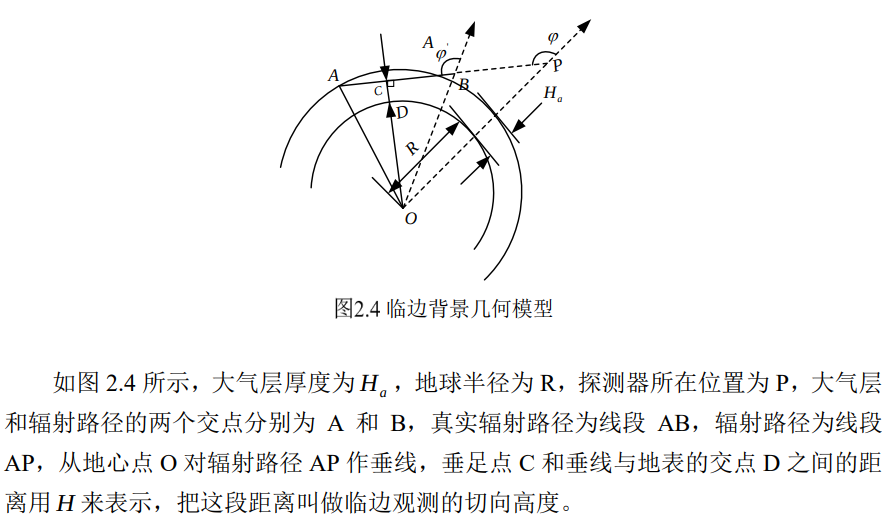 A
φ'
φ
A
P
C
B
H a
D
R
O
图2.4 临边背景几何模型
如图 2.4 所示，大气层厚度为 H a ，地球半径为 R，探测器所在位置为 P，大气层
和辐射路径的两个交点分别为 A 和 B，真实辐射路径为线段 AB，辐射路径为线段
AP，从地心点 O 对辐射路径 AP 作垂线，垂足点 C 和垂线与地表的交点 D 之间的距
离用 H 来表示，把这段距离叫做临边观测的切向高度。